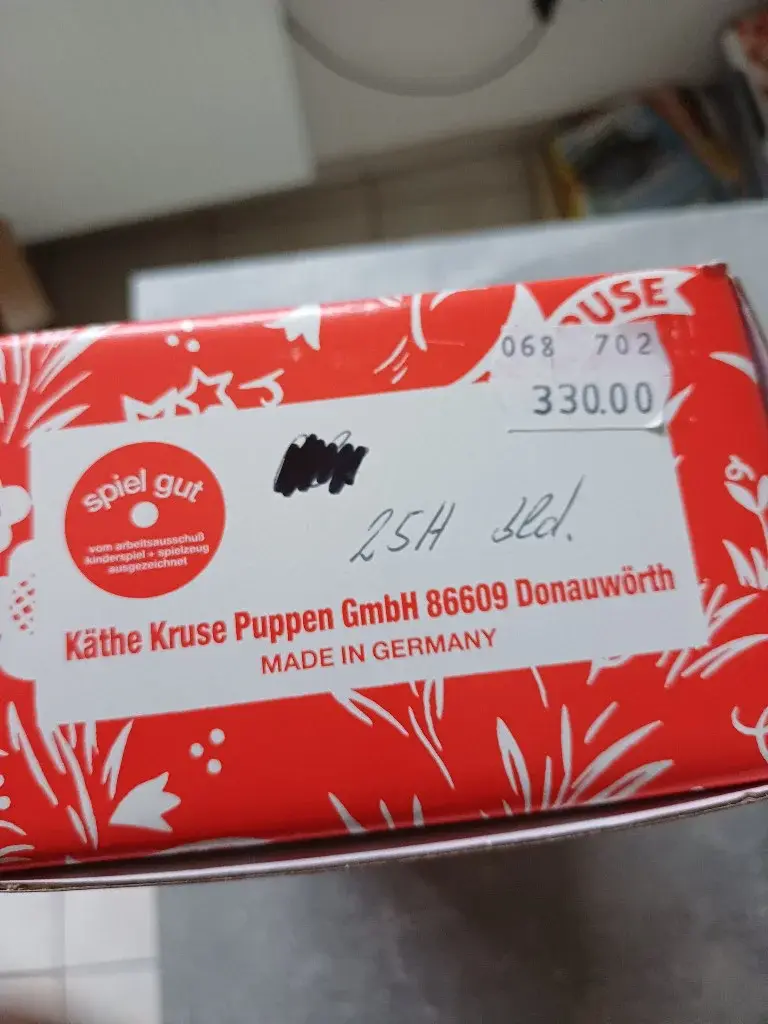 RUSE
068 702
330.00
spiel gut
vom arbeitsausschuß
kinderspiel + spielzeug
ausgezeichnet
25H bld.
Käthe Kruse Puppen GmbH 86609 Donauwörth
MADE IN GERMANY